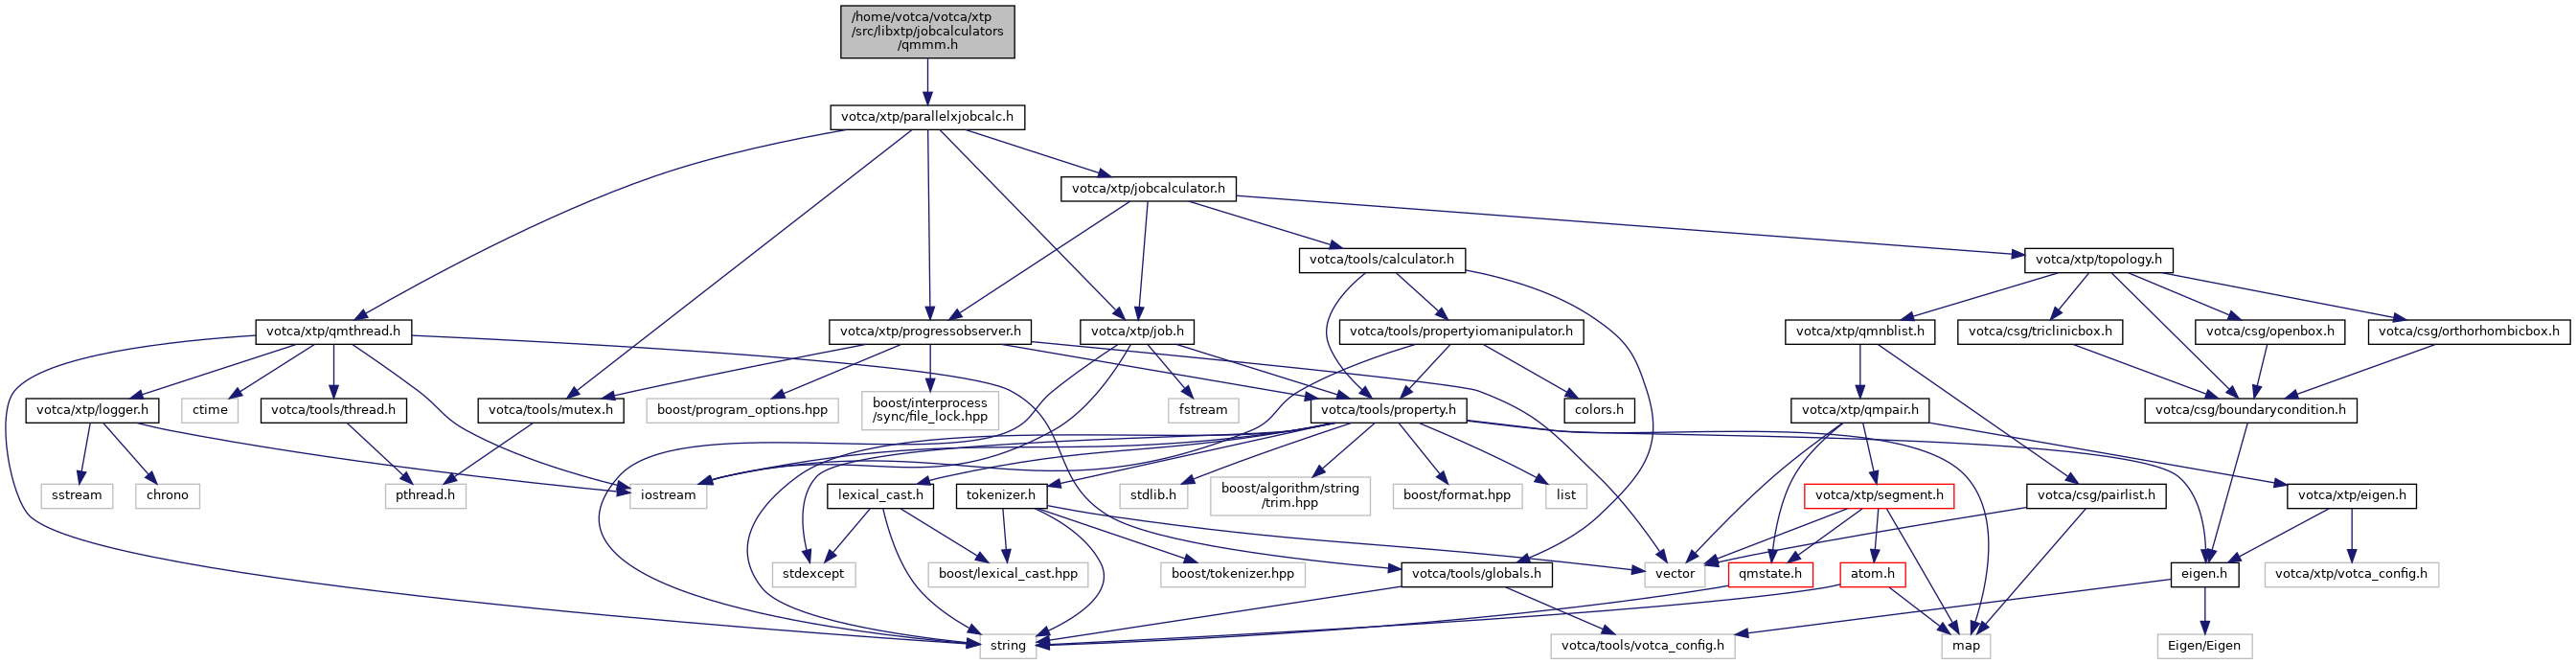 /home/votca/votca/xtp
/src/libxtp/jobcalculators
/qmmm.h
votca/xtp/parallelxjobcalc.h
votca/xtp/jobcalculator.h
votca/tools/calculator.h
votca/xtp/topology.h
votca/xtp/qmthread.h
votca/xtp/progressobserver.h
votca/xtp/job.h
votca/tools/propertyiomanipulator.h
votca/xtp/qmnblist.h
votca/csg/triclinicbox.h
votca/csg/openbox.h
votca/csg/orthorhombicbox.h
votca/xtp/logger.h
ctime
votca/tools/thread.h
votca/tools/mutex.h
boost/program_options.hpp
boost/interprocess
/sync/file_lock.hpp
fstream
votca/tools/property.h
colors.h
votca/xtp/qmpair.h
votca/csg/boundarycondition.h
sstream
chrono
pthread.h
iostream
lexical_cast.h
tokenizer.h
stdlib.h
boost/algorithm/string
/trim.hpp
boost/format.hpp
list
votca/xtp/segment.h
votca/csg/pairlist.h
votca/xtp/eigen.h
stdexcept
boost/lexical_cast.hpp
boost/tokenizer.hpp
votca/tools/globals.h
vector
qmstate.h
atom.h
eigen.h
votca/xtp/votca_config.h
string
votca/tools/votca_config.h
map
Eigen/Eigen